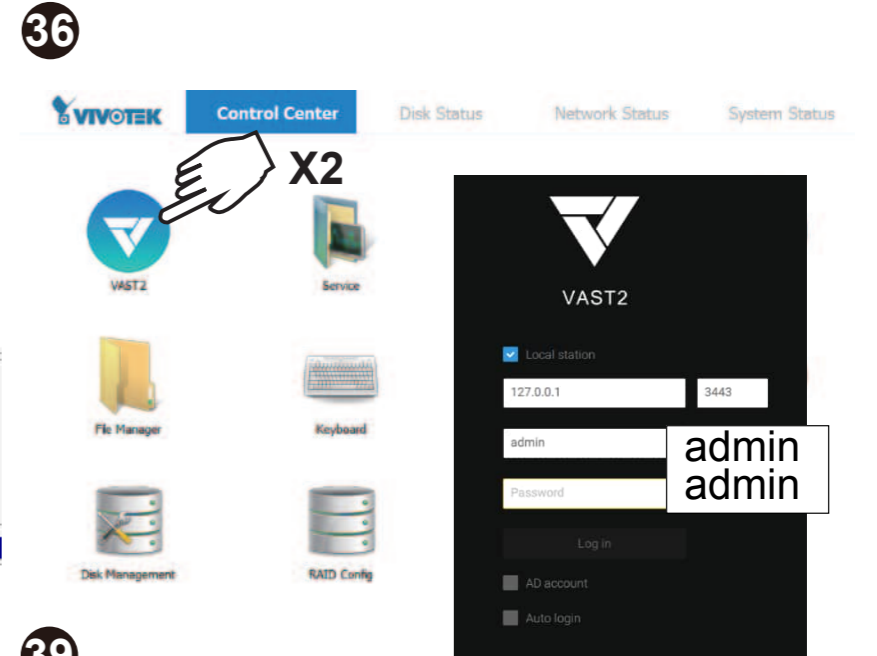 36
VIVOTEK Control Center Disk Status Network Status System Status
X2
VAST2 Service
File Manager Keyboard
Disk Management RAID Config
VAST2
Local station
127.0.0.1 3443
admin admin
Password admin
Log in
AD account
Auto login
39